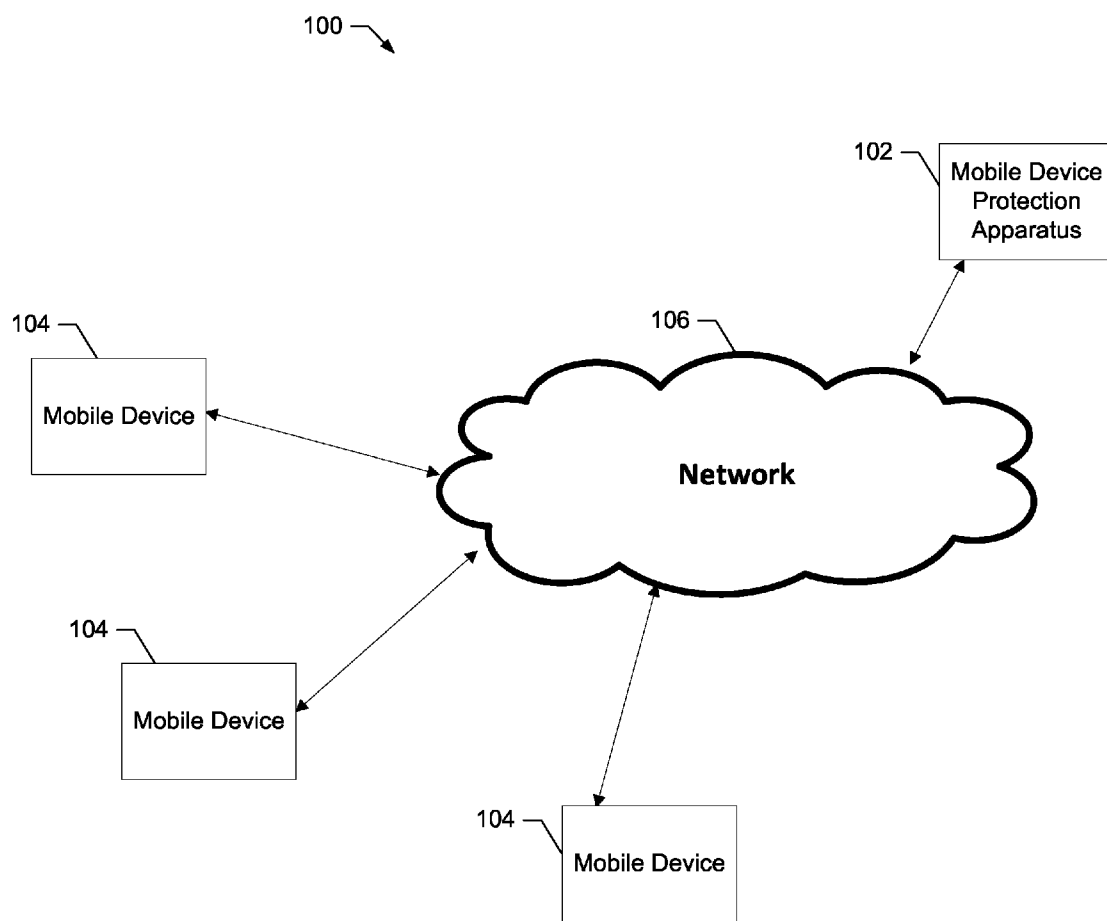 100
102
Mobile Device
Protection
Apparatus
104
Mobile Device
106
Network
104
Mobile Device
104
Mobile Device